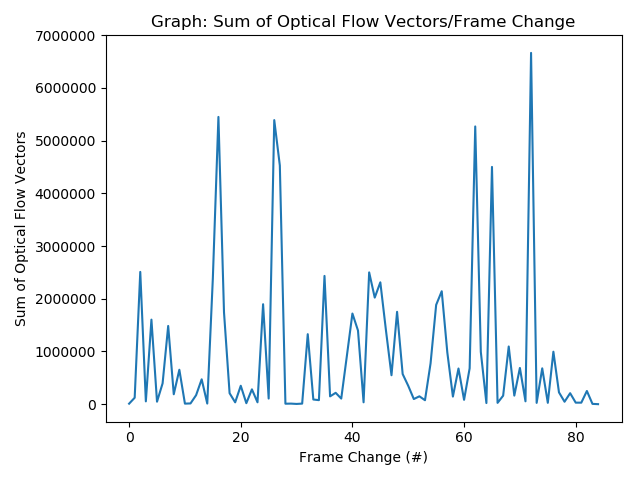 Graph: Sum of Optical Flow Vectors/Frame Change
7000000
6000000
5000000
4000000
3000000
2000000
1000000
0
Sum of Optical Flow Vectors
0 20 40 60 80
Frame Change (#)